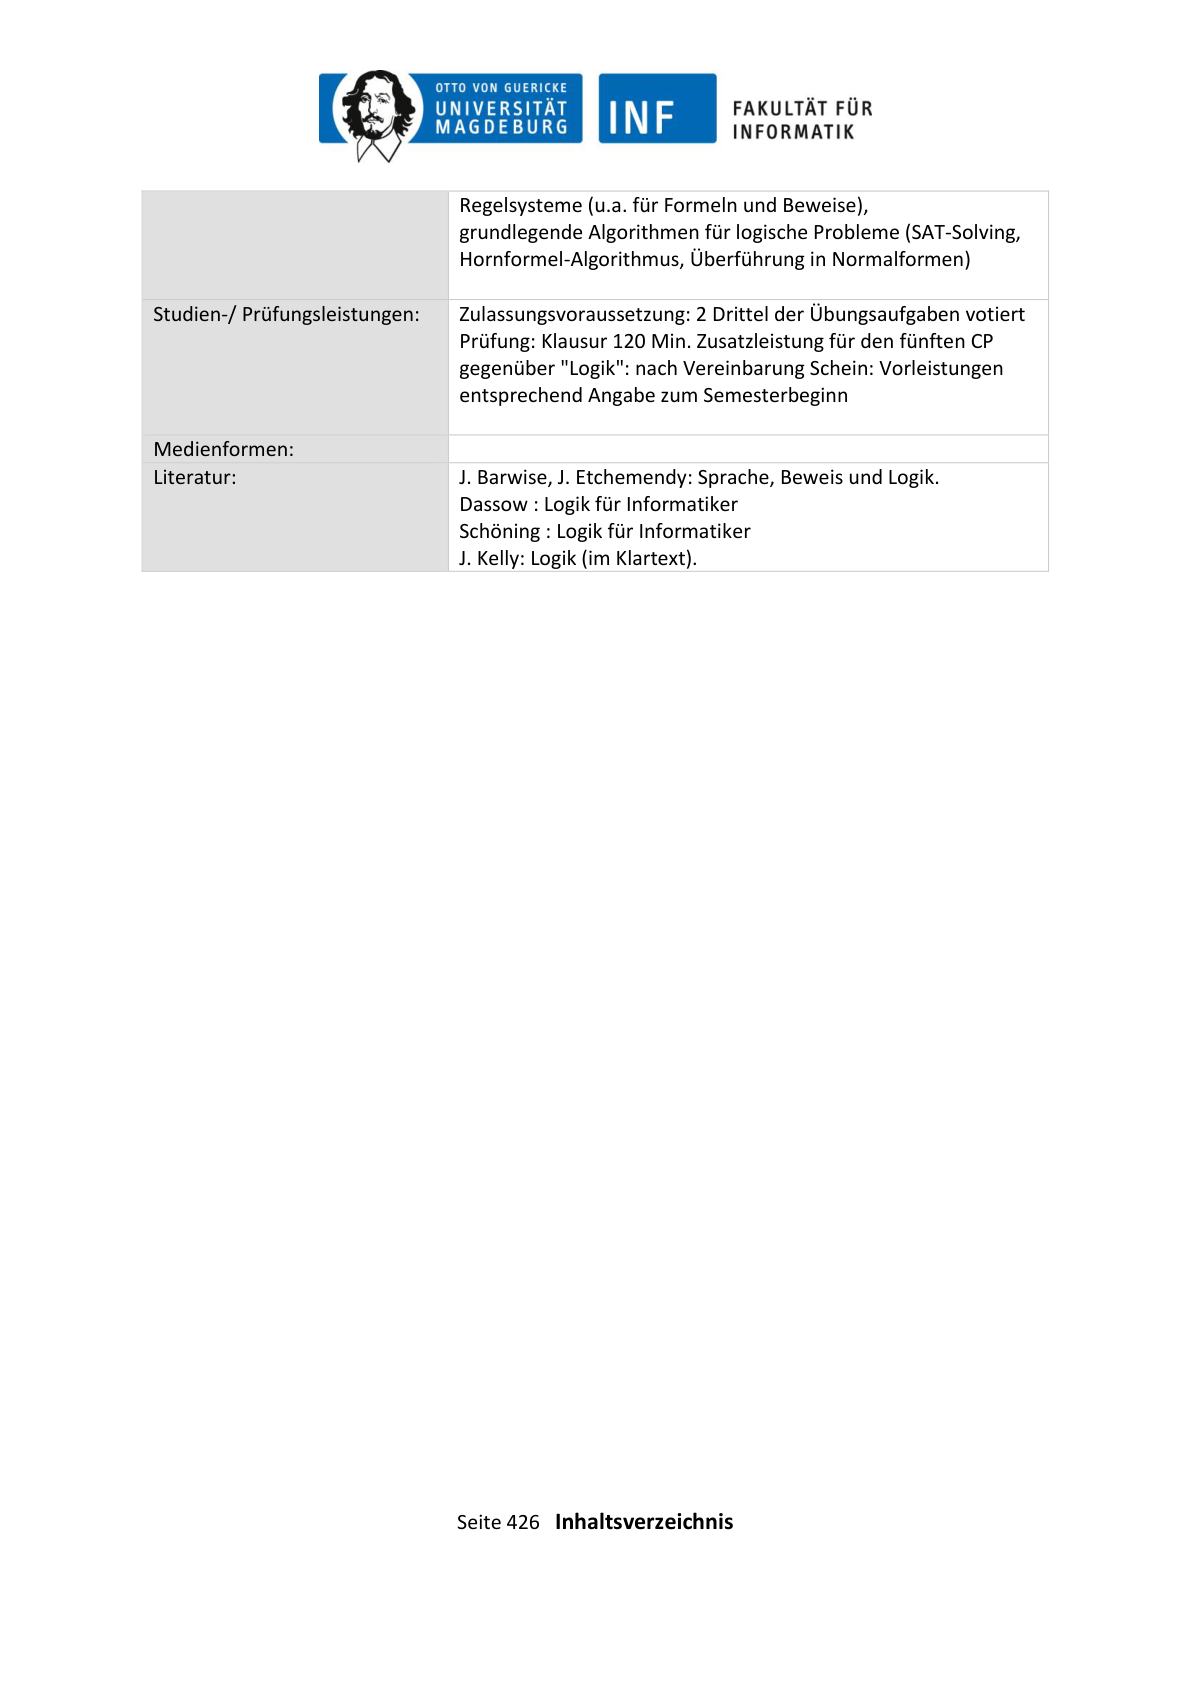 OTTO VON GUERICKE
UNIVERSITÄT
MAGDEBURG
INF
FAKULTÄT FÜR
INFORMATIK
Regelsysteme (u.a. für Formeln und Beweise),
grundlegende Algorithmen für logische Probleme (SAT-Solving,
Hornformel-Algorithmus, Überführung in Normalformen)
Studien-/ Prüfungsleistungen:
Zulassungsvoraussetzung: 2 Drittel der Übungsaufgaben votiert
Prüfung: Klausur 120 Min. Zusatzleistung für den fünften CP
gegenüber "Logik": nach Vereinbarung Schein: Vorleistungen
entsprechend Angabe zum Semesterbeginn
Medienformen:
Literatur:
J. Barwise, J. Etchemendy: Sprache, Beweis und Logik.
Dassow : Logik für Informatiker
Schöning : Logik für Informatiker
J. Kelly: Logik (im Klartext).
Seite 426 Inhaltsverzeichnis